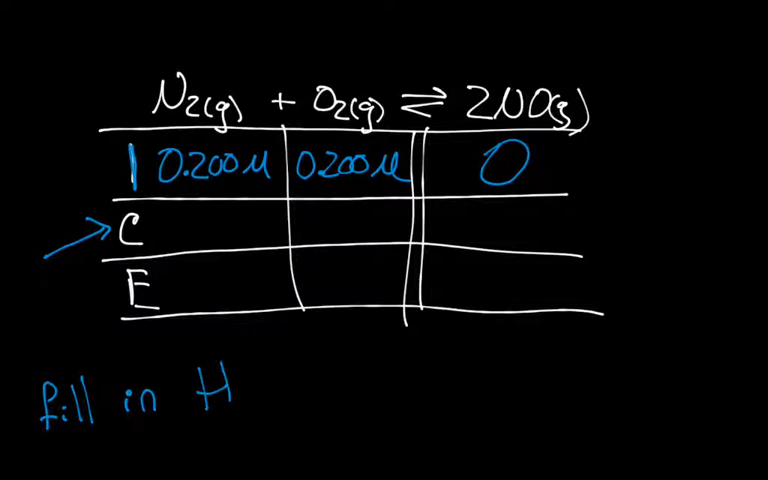 N2(g) + O2(g) ⇌ 2NO(g)
I 0.200M 0.200M 0
C
E
fill in H